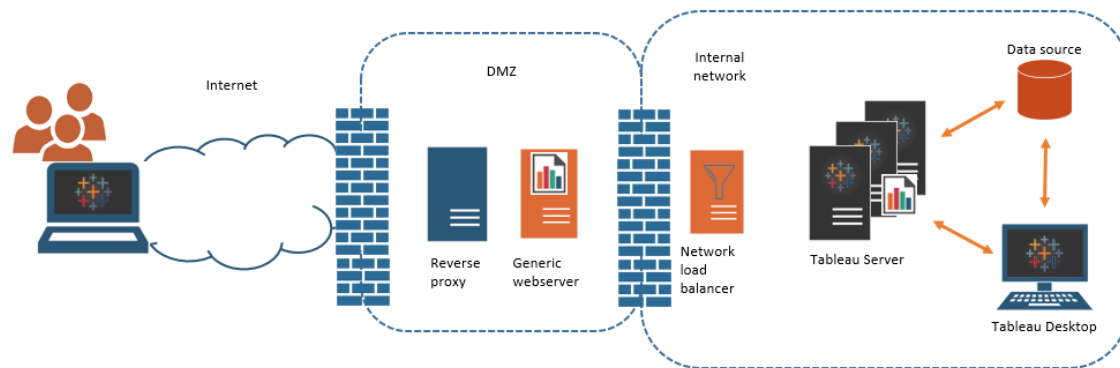 Internet
DMZ
Internal
network
Data source
Reverse
proxy
Generic
webserver
Network
load
balancer
Tableau Server
Tableau Desktop